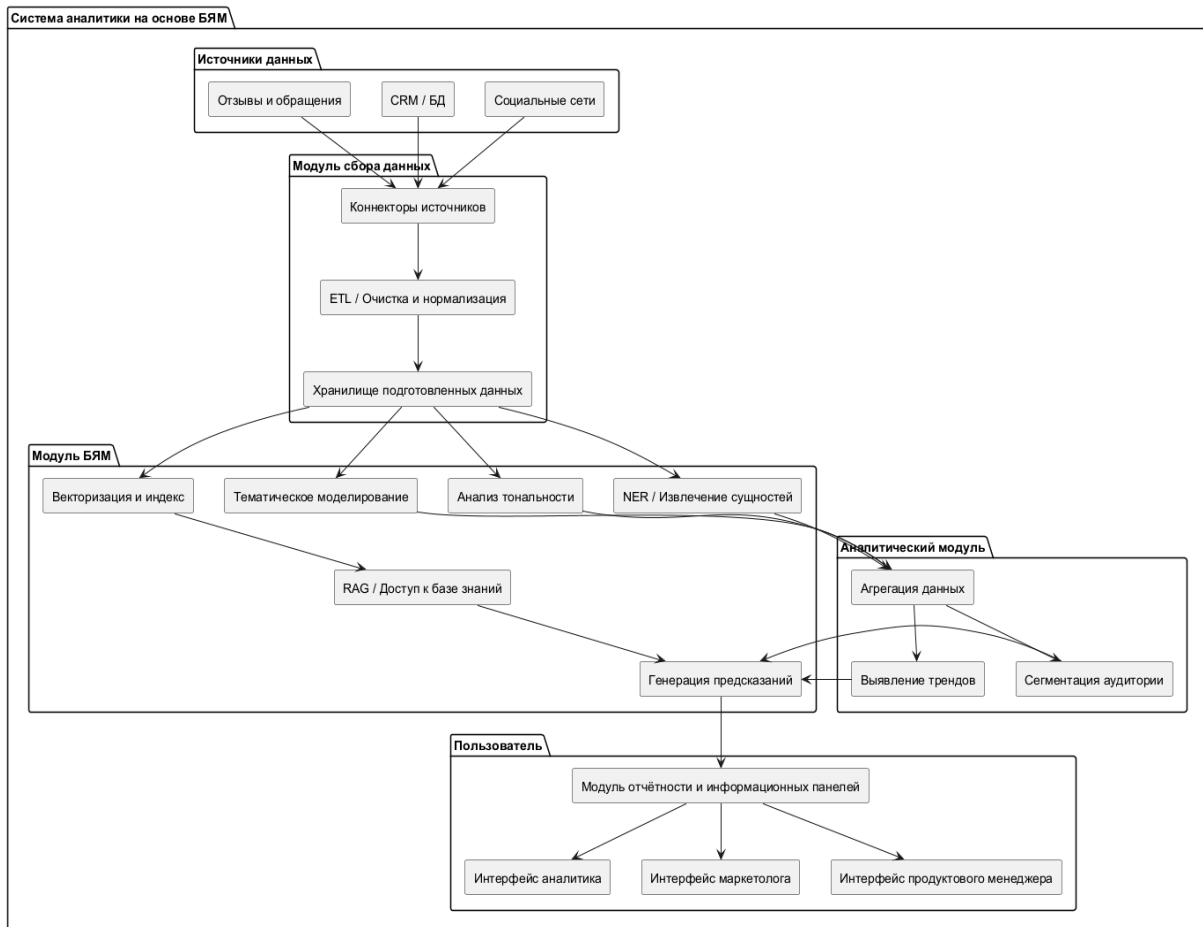 Система аналитики на основе БЯМ
Источники данных
Отзывы и обращения
CRM / БД
Социальные сети
Модуль сбора данных
Коннекторы источников
ETL / Очистка и нормализация
Хранилище подготовленных данных
Модуль БЯМ
Векторизация и индекс
Тематическое моделирование
Анализ тональности
NER / Извлечение сущностей
Аналитический модуль
RAG / Доступ к базе знаний
Агрегация данных
Генерация предсказаний
Выявление трендов
Сегментация аудитории
Пользователь
Модуль отчётности и информационных панелей
Интерфейс аналитика
Интерфейс маркетолога
Интерфейс продуктового менеджера